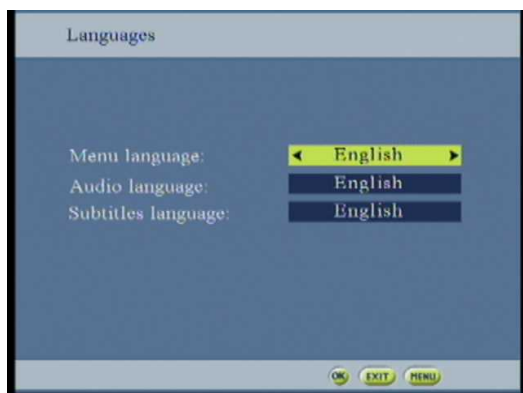 Languages
Menu language: English
Audio language: English
Subtitles language: English
OK EXIT MENU